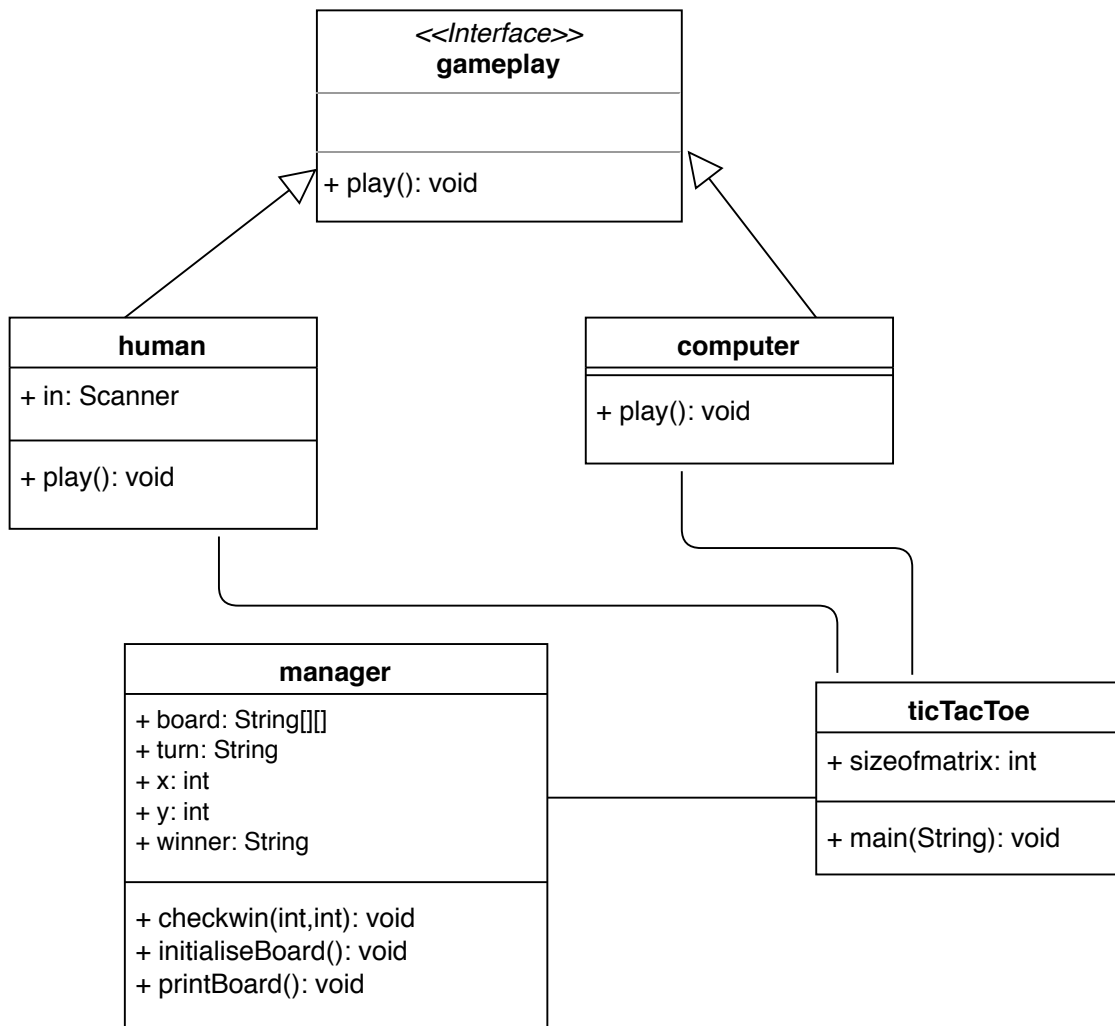 <<Interface>>
gameplay
+ play(): void
human
+ in: Scanner
+ play(): void
computer
+ play(): void
manager
+ board: String[][]
+ turn: String
+ x: int
+ y: int
+ winner: String
+ checkwin(int,int): void
+ initialiseBoard(): void
+ printBoard(): void
ticTacToe
+ sizeofmatrix: int
+ main(String): void